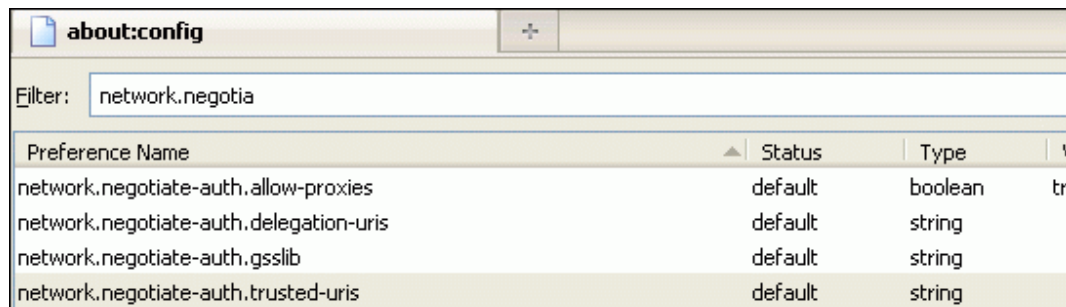 about:config
Filter: network.negotia
Preference Name Status Type
network.negotiate-auth.allow-proxies default boolean tr
network.negotiate-auth.delegation-uris default string
network.negotiate-auth.gsslib default string
network.negotiate-auth.trusted-uris default string